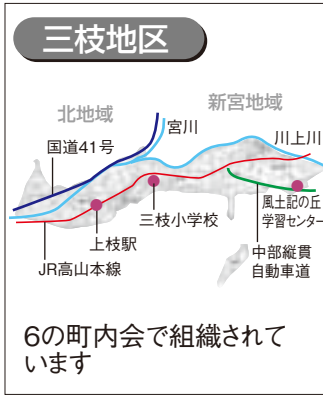 三枝地区
北地域
新宮地域
宮川
国道41号
川上川
三枝小学校
風土記の丘
学習センター
上枝駅
中部縦貫
自動車道
JR高山本線
6の町内会で組織されて
います